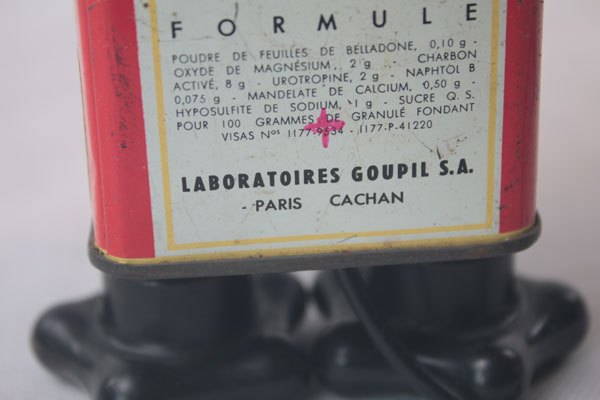 FORMULE
POUDRE DE FEUILLES DE BELLADONE, 0,10 g -
OXYDE DE MAGNÉSIUM, 2 g - CHARBON
ACTIVÉ, 8 g - UROTROPINE, 2 g - NAPHTOL B
0,075 g - MANDELATE DE CALCIUM, 0,50 g -
HYPOSULFITE DE SODIUM, 1 g - SUCRE Q. S.
POUR 100 GRAMMES DE GRANULÉ FONDANT
VISAS Nos 1177-9534 - 1177-P-41220
LABORATOIRES GOUPIL S.A.
- PARIS CACHAN